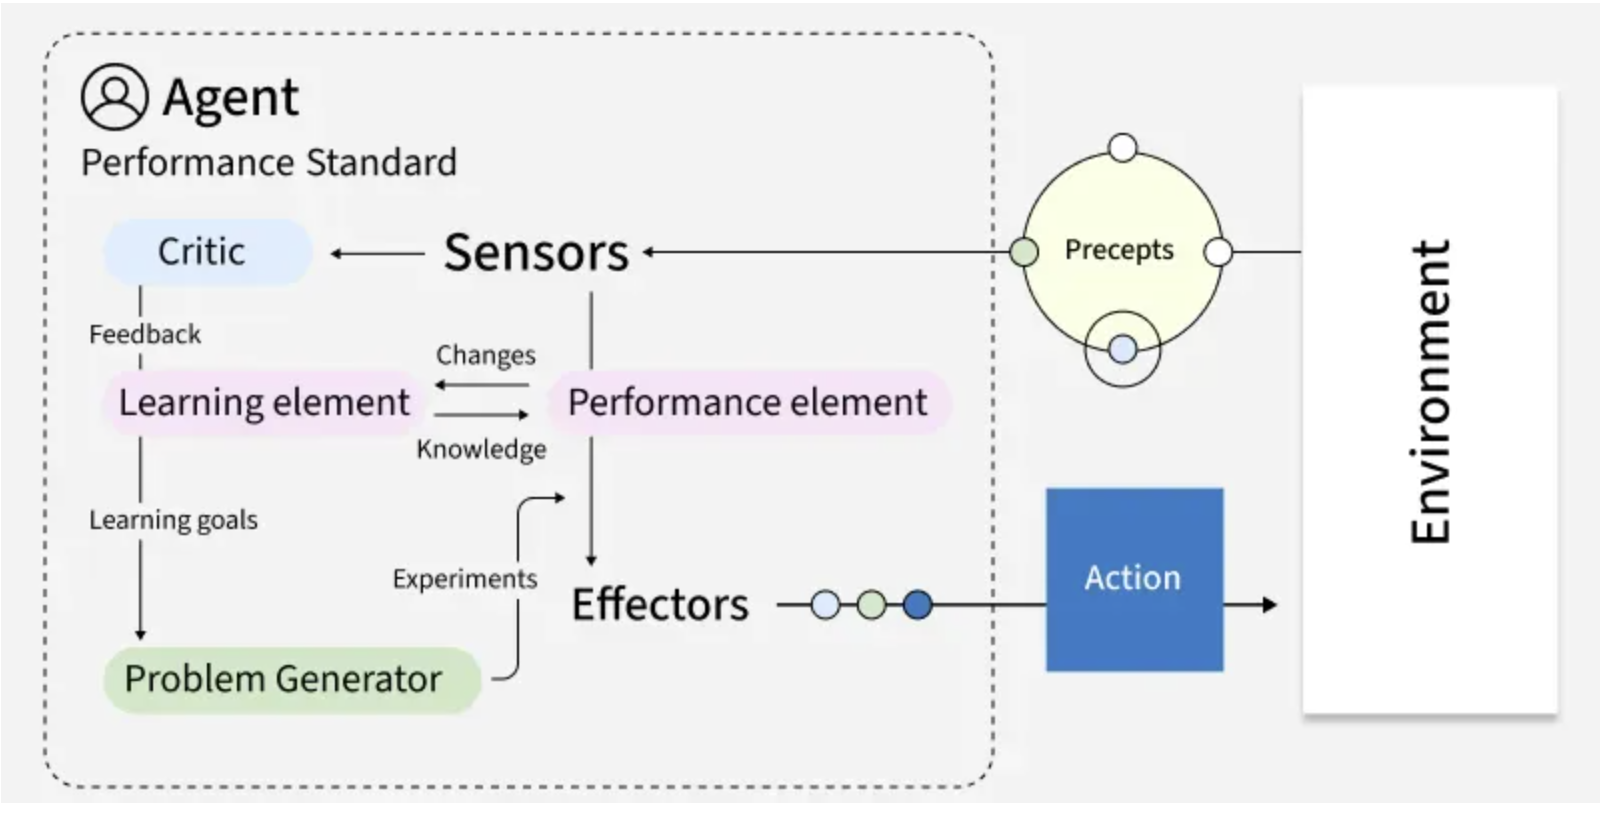 Agent
Performance Standard
Critic
Sensors
Precepts
Environment
Feedback
Changes
Learning element
Performance element
Knowledge
Learning goals
Experiments
Effectors
Action
Problem Generator